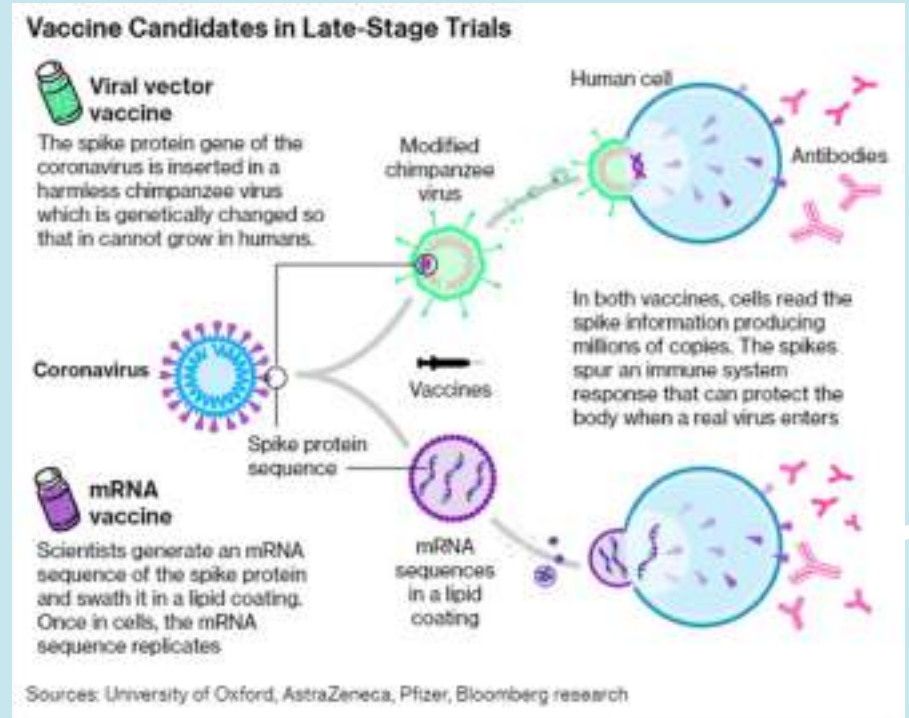 Vaccine Candidates in Late-Stage Trials
Viral vector
vaccine
The spike protein gene of the
coronavirus is inserted in a
harmless chimpanzee virus
which is genetically changed so
that in cannot grow in humans.
Modified
chimpanzee
virus
Human cell
Antibodies
Coronavirus
Vaccines
In both vaccines, cells read the
spike information producing
millions of copies. The spikes
spur an immune system
response that can protect the
body when a real virus enters
Spike protein
sequence
mRNA
vaccine
Scientists generate an mRNA
sequence of the spike protein
and swath it in a lipid coating.
Once in cells, the mRNA
sequence replicates
mRNA
sequences
in a lipid
coating
Sources: University of Oxford, AstraZeneca, Pfizer, Bloomberg research